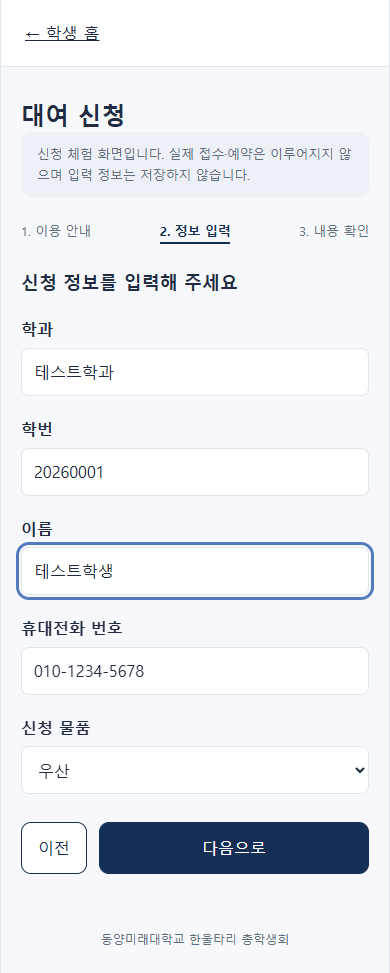 ← 학생 홈
대여 신청
신청 체험 화면입니다. 실제 접수·예약은 이루어지지 않
으며 입력 정보는 저장하지 않습니다.
1. 이용 안내 2. 정보 입력 3. 내용 확인
신청 정보를 입력해 주세요
학과
테스트학과
학번
20260001
이름
테스트학생
휴대전화 번호
010-1234-5678
신청 물품
우산
이전 다음으로
동양미래대학교 한울타리 총학생회